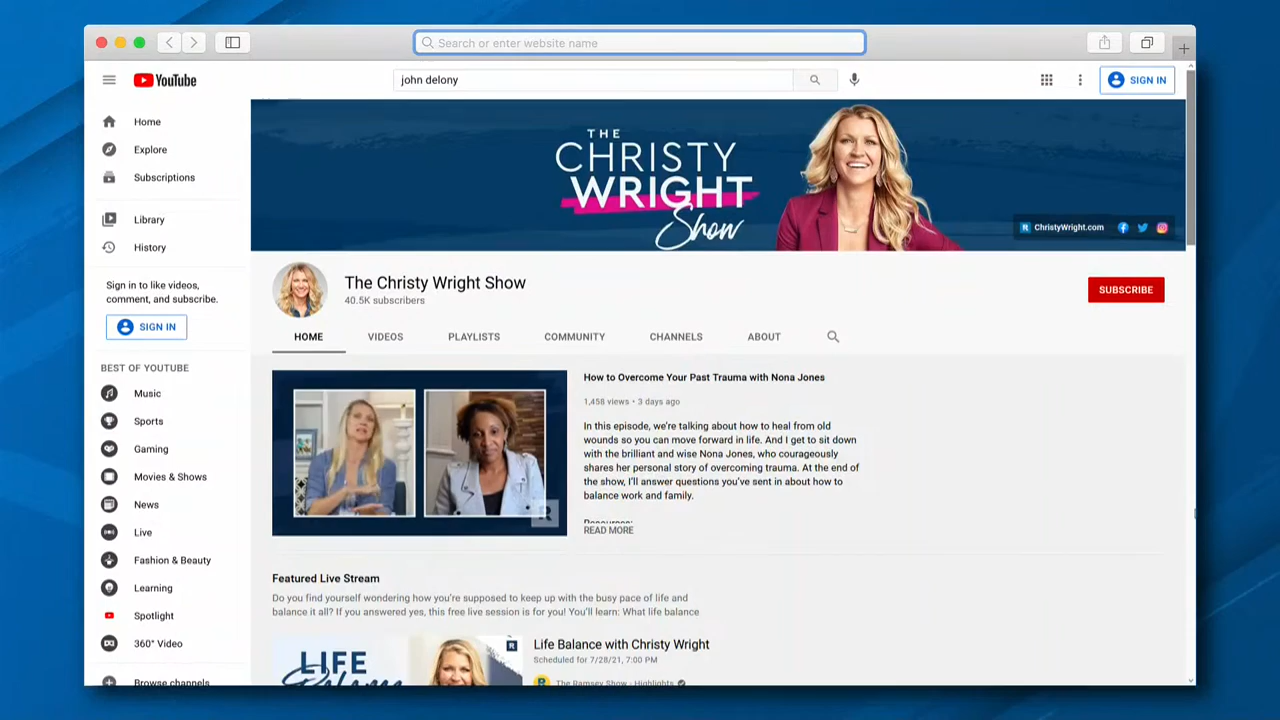 Search or enter website name
YouTube
john delony
SIGN IN
Home
Explore
Subscriptions
Library
History
Sign in to like videos,
comment, and subscribe.
SIGN IN
BEST OF YOUTUBE
Music
Sports
Gaming
Movies & Shows
News
Live
Fashion & Beauty
Learning
Spotlight
360° Video
Browse channels
THE
CHRISTY
WRIGHT
Show
R ChristyWright.com
The Christy Wright Show
40.5K subscribers
SUBSCRIBE
HOME VIDEOS PLAYLISTS COMMUNITY CHANNELS ABOUT
R
How to Overcome Your Past Trauma with Nona Jones
1,458 views • 3 days ago
In this episode, we're talking about how to heal from old
wounds so you can move forward in life. And I get to sit down
with the brilliant and wise Nona Jones, who courageously
shares her personal story of overcoming trauma. At the end of
the show, I'll answer questions you've sent in about how to
balance work and family.
Resources:
READ MORE
Featured Live Stream
Do you find yourself wondering how you're supposed to keep up with the busy pace of life and
balance it all? If you answered yes, this free live session is for you! You'll learn: What life balance
LIFE
Balance
R
Life Balance with Christy Wright
Scheduled for 7/28/21, 7:00 PM
R The Ramsey Show - Highlights